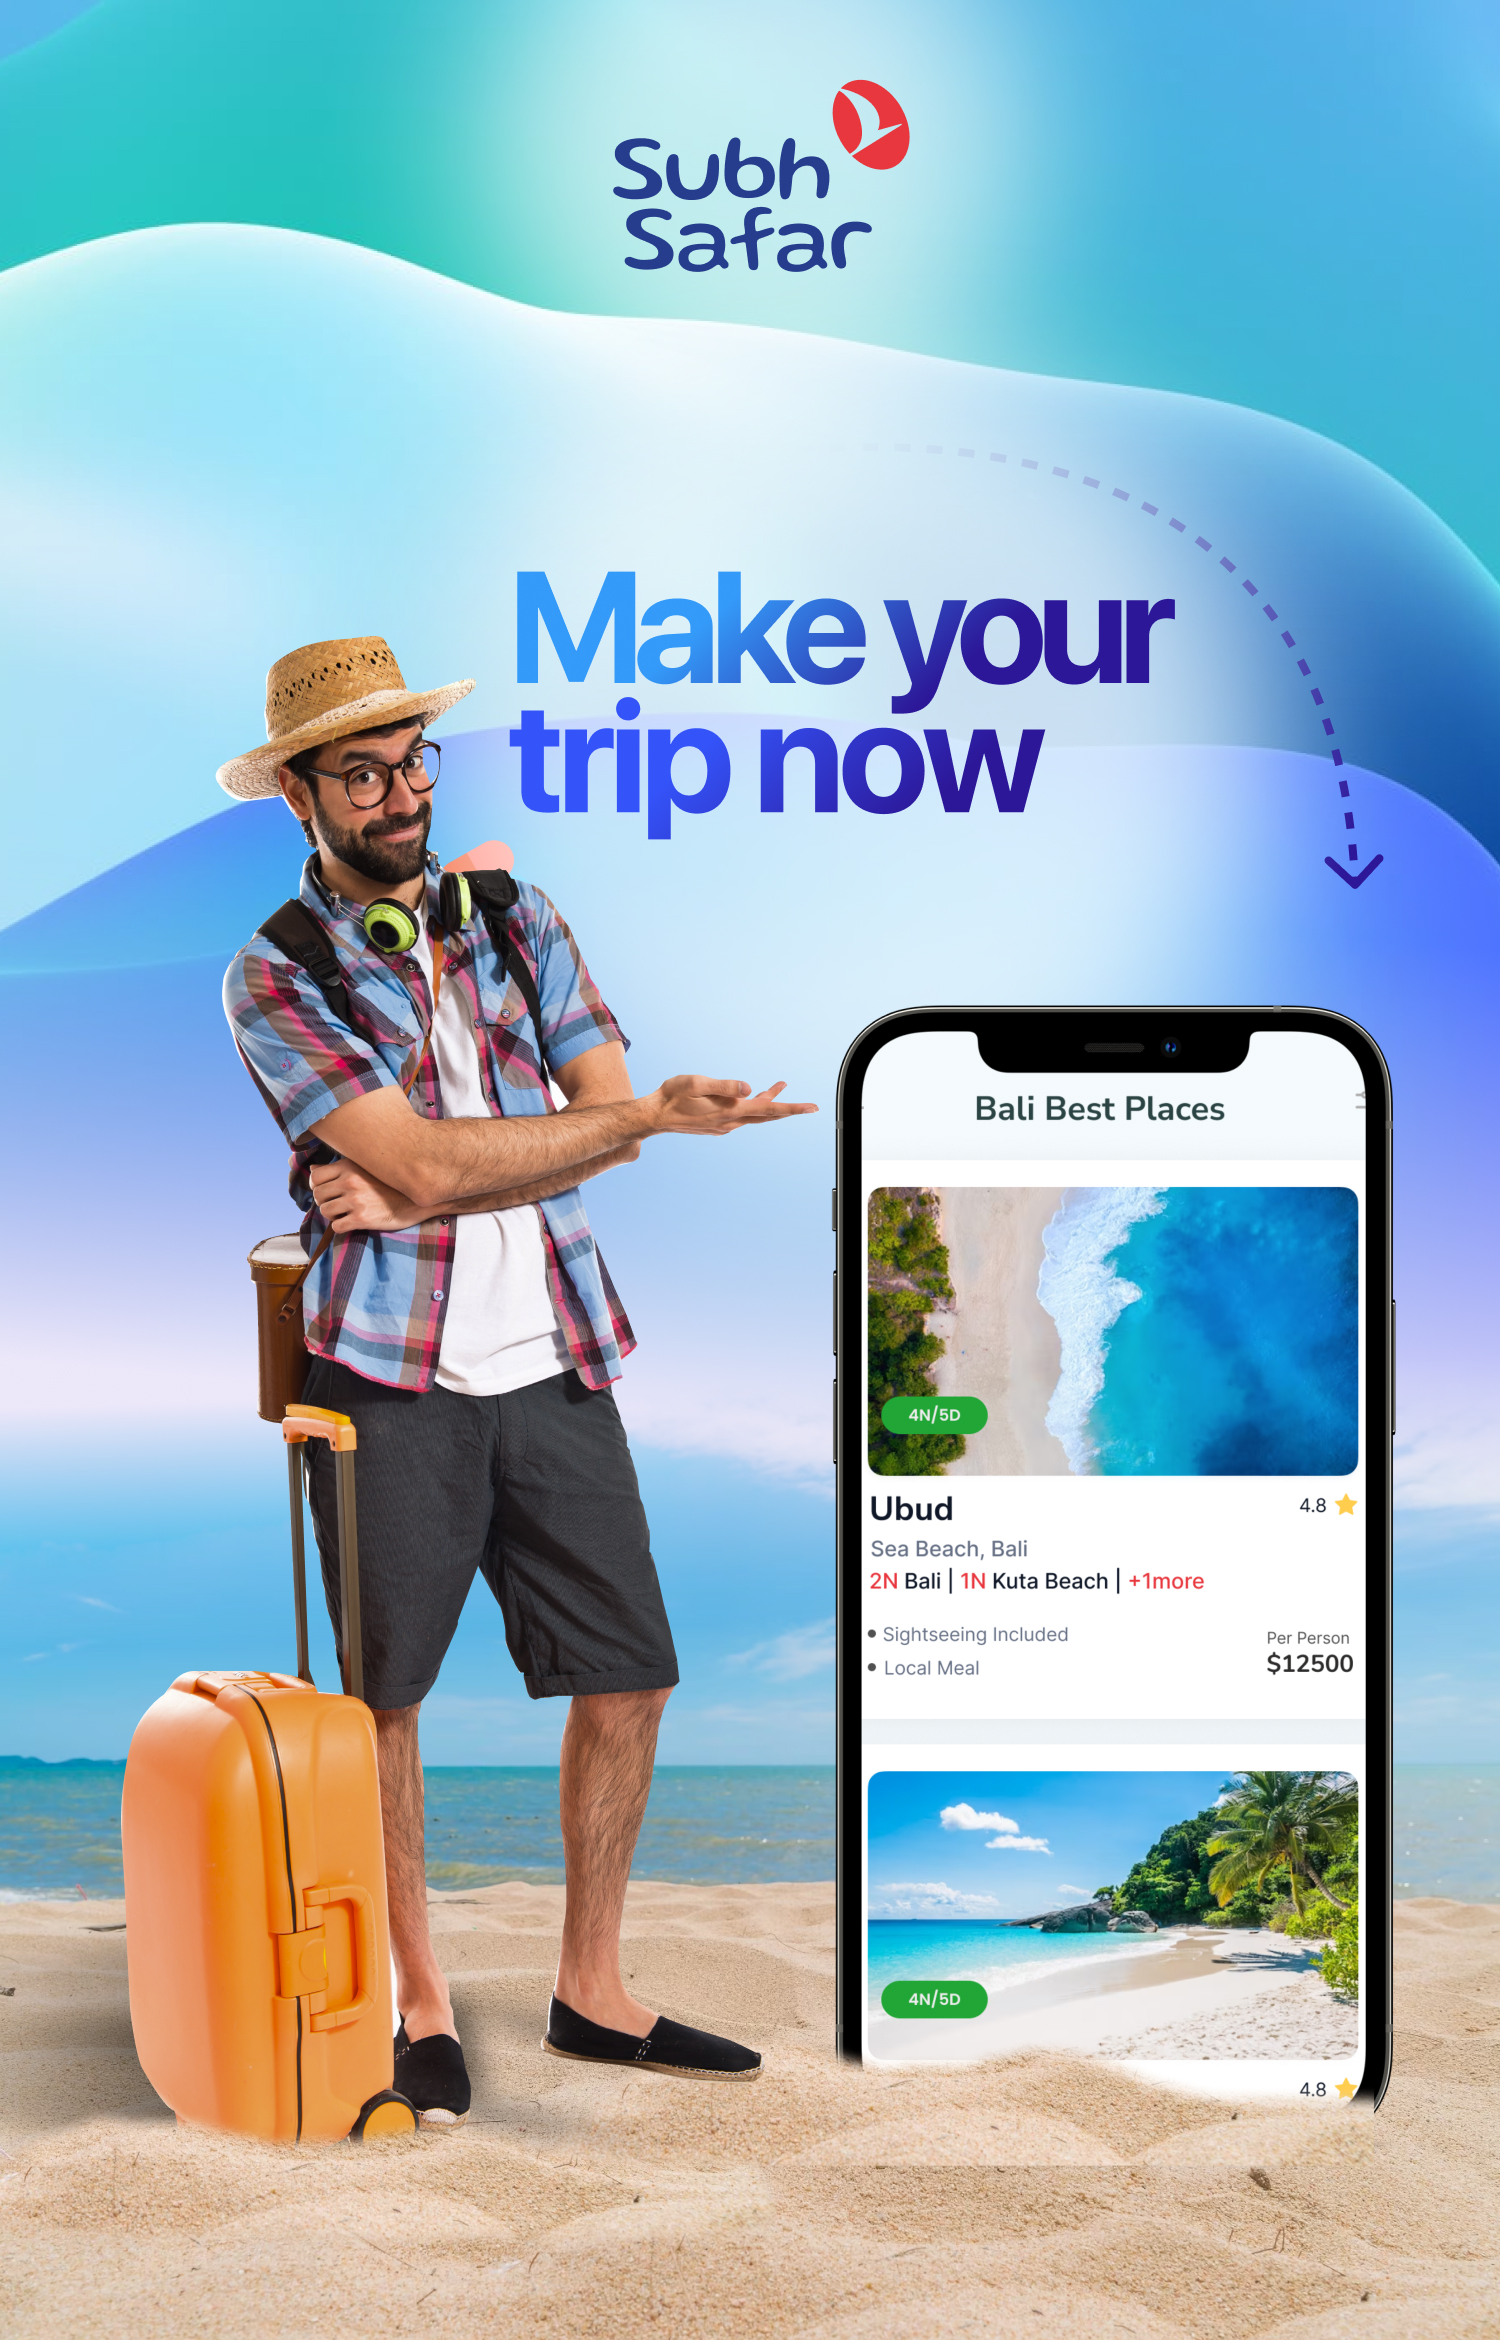 Subh
Safar
Make your
trip now
Bali Best Places
4N/5D
Ubud
4.8
Sea Beach, Bali
2N Bali | 1N Kuta Beach | +1more
• Sightseeing Included
• Local Meal
Per Person
$12500
4N/5D
4.8